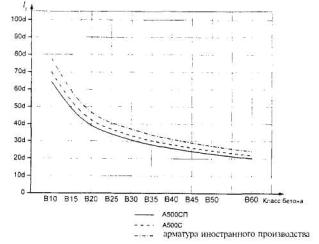 lₛ
100d
90d
80d
70d
60d
50d
40d
30d
20d
10d
0
B10 B15 B20 B25 B30 B35 B40 B45 B50 B60 Класс бетона
А500СП
А500С
арматура иностранного производства